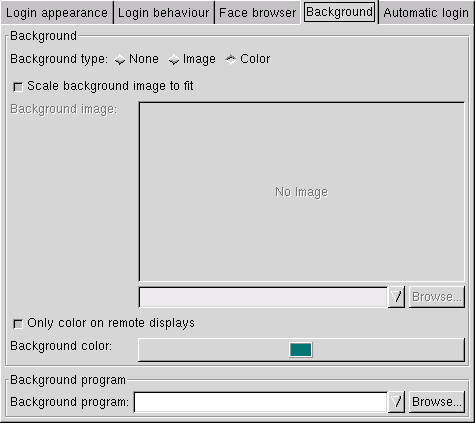 Login appearance Login behaviour Face browser Background Automatic login
Background
Background type: None Image Color
Scale background image to fit
Background image:
No Image
Browse...
Only color on remote displays
Background color:
Background program
Background program: Browse...